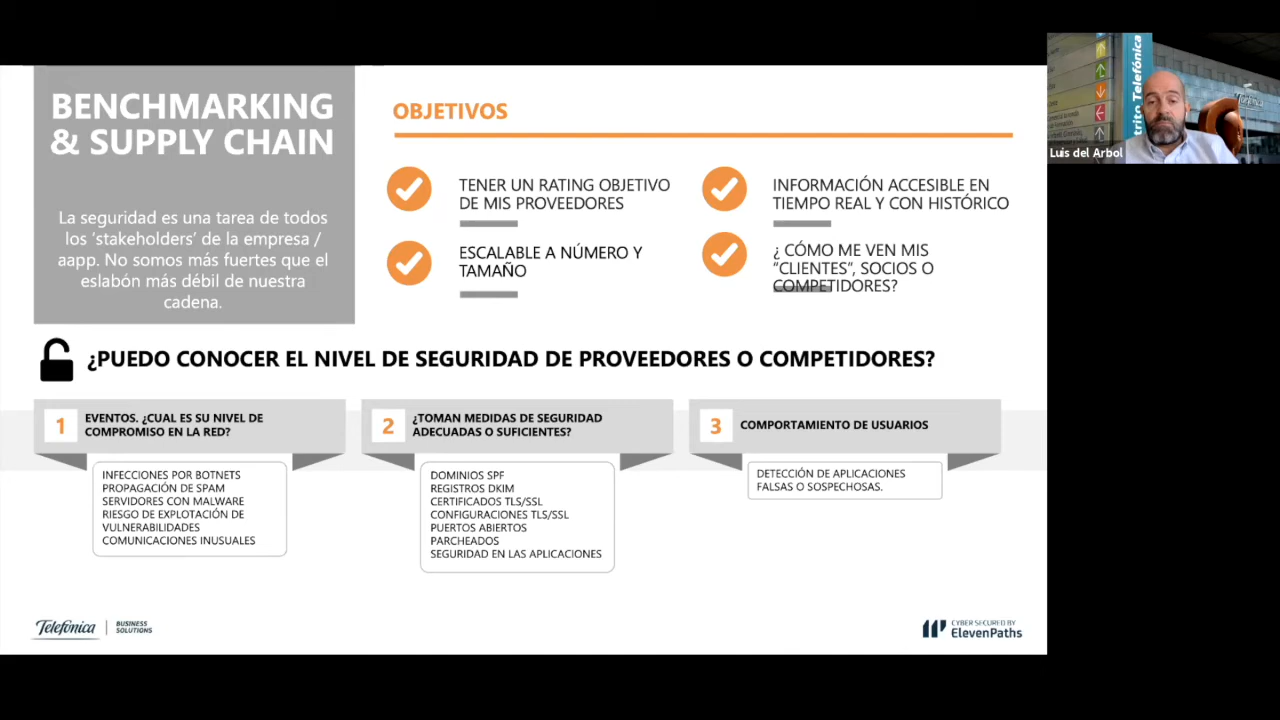 BENCHMARKING
& SUPPLY CHAIN
La seguridad es una tarea de todos
los ‘stakeholders’ de la empresa /
aapp. No somos más fuertes que el
eslabón más débil de nuestra
cadena.
OBJETIVOS
TENER UN RATING OBJETIVO
DE MIS PROVEEDORES
INFORMACIÓN ACCESIBLE EN
TIEMPO REAL Y CON HISTÓRICO
ESCALABLE A NÚMERO Y
TAMAÑO
¿ CÓMO ME VEN MIS
“CLIENTES”, SOCIOS O
COMPETIDORES?
¿PUEDO CONOCER EL NIVEL DE SEGURIDAD DE PROVEEDORES O COMPETIDORES?
1
EVENTOS. ¿CUAL ES SU NIVEL DE
COMPROMISO EN LA RED?
INFECCIONES POR BOTNETS
PROPAGACIÓN DE SPAM
SERVIDORES CON MALWARE
RIESGO DE EXPLOTACIÓN DE
VULNERABILIDADES
COMUNICACIONES INUSUALES
2
¿TOMAN MEDIDAS DE SEGURIDAD
ADECUADAS O SUFICIENTES?
DOMINIOS SPF
REGISTROS DKIM
CERTIFICADOS TLS/SSL
CONFIGURACIONES TLS/SSL
PUERTOS ABIERTOS
PARCHEADOS
SEGURIDAD EN LAS APLICACIONES
3
COMPORTAMIENTO DE USUARIOS
DETECCIÓN DE APLICACIONES
FALSAS O SOSPECHOSAS.
Telefónica
BUSINESS
SOLUTIONS
CYBER SECURED BY
ElevenPaths
trito Telefónica
Telefónica
Luis del Arbol